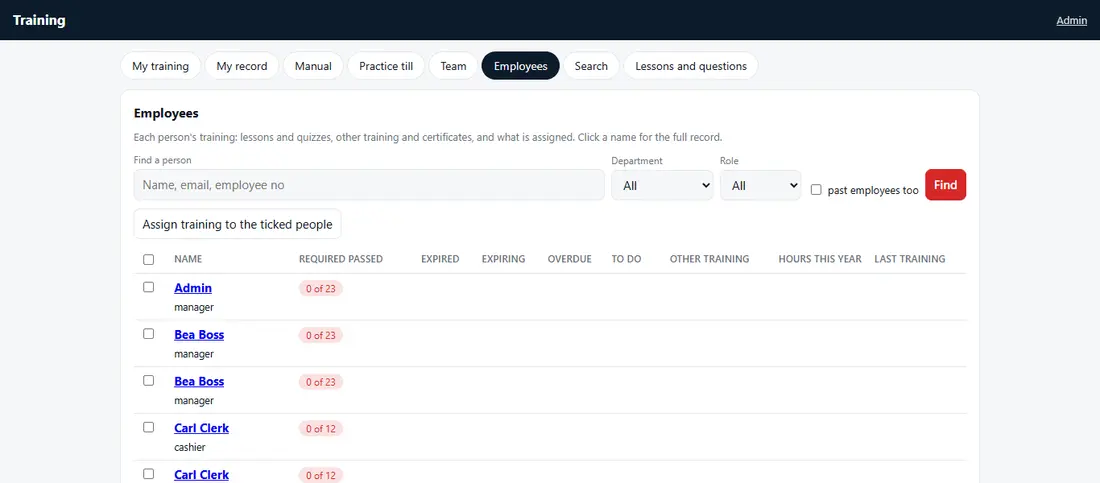 Training
Admin
My training My record Manual Practice till Team Employees Search Lessons and questions
Employees
Each person's training: lessons and quizzes, other training and certificates, and what is assigned. Click a name for the full record.
Find a person Department Role
Name, email, employee no All All past employees too Find
Assign training to the ticked people
NAME REQUIRED PASSED EXPIRED EXPIRING OVERDUE TO DO OTHER TRAINING HOURS THIS YEAR LAST TRAINING
Admin 0 of 23
manager
Bea Boss 0 of 23
manager
Bea Boss 0 of 23
manager
Carl Clerk 0 of 12
cashier
Carl Clerk 0 of 12